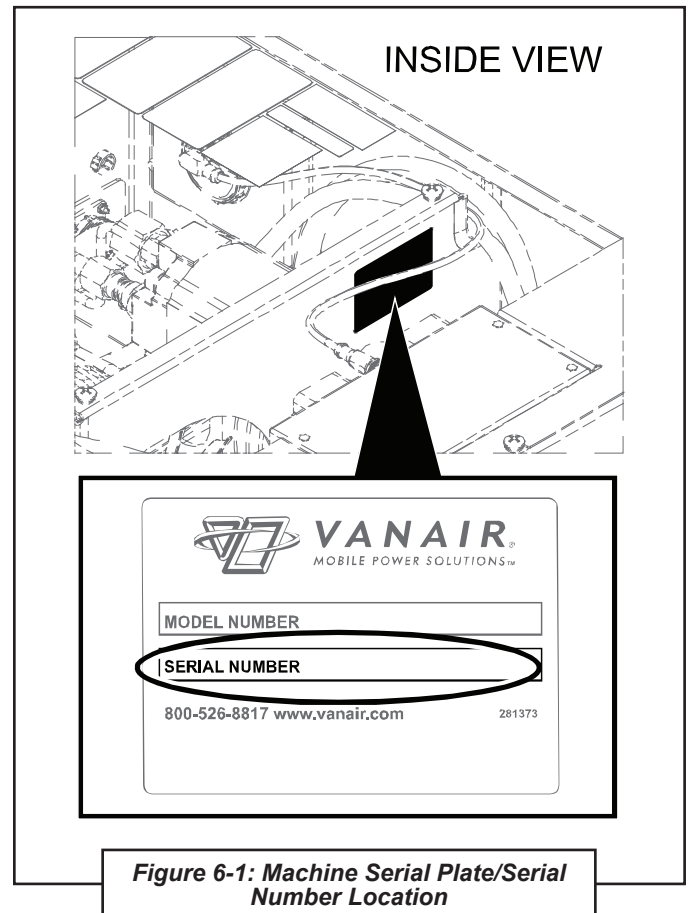 INSIDE VIEW
VANAIR®
MOBILE POWER SOLUTIONS™
MODEL NUMBER
SERIAL NUMBER
800-526-8817 www.vanair.com 281373
Figure 6-1: Machine Serial Plate/Serial
Number Location